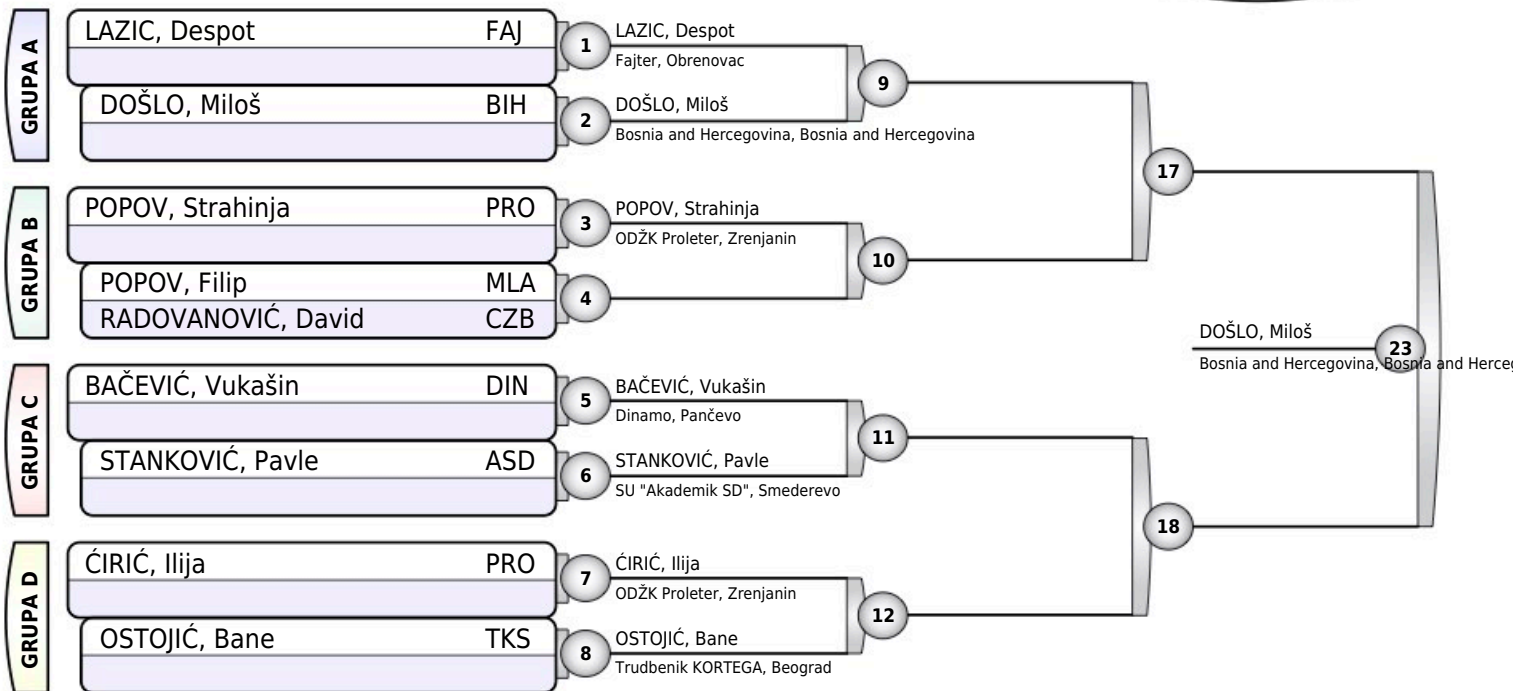 GRUPA A
LAZIC, Despot FAJ
1
LAZIC, Despot
Fajter, Obrenovac
9
DOŠLO, Miloš BIH
2
DOŠLO, Miloš
Bosnia and Hercegovina, Bosnia and Hercegovina
17
GRUPA B
POPOV, Strahinja PRO
3
POPOV, Strahinja
ODŽK Proleter, Zrenjanin
10
POPOV, Filip MLA
4
RADOVANOVIĆ, David CZB
DOŠLO, Miloš
23
Bosnia and Hercegovina, Bosnia and Herceg
GRUPA C
BAČEVIĆ, Vukašin DIN
5
BAČEVIĆ, Vukašin
Dinamo, Pančevo
11
STANKOVIĆ, Pavle ASD
6
STANKOVIĆ, Pavle
SU "Akademik SD", Smederevo
18
GRUPA D
ĆIRIĆ, Ilija PRO
7
ĆIRIĆ, Ilija
ODŽK Proleter, Zrenjanin
12
OSTOJIĆ, Bane TKS
8
OSTOJIĆ, Bane
Trudbenik KORTEGA, Beograd